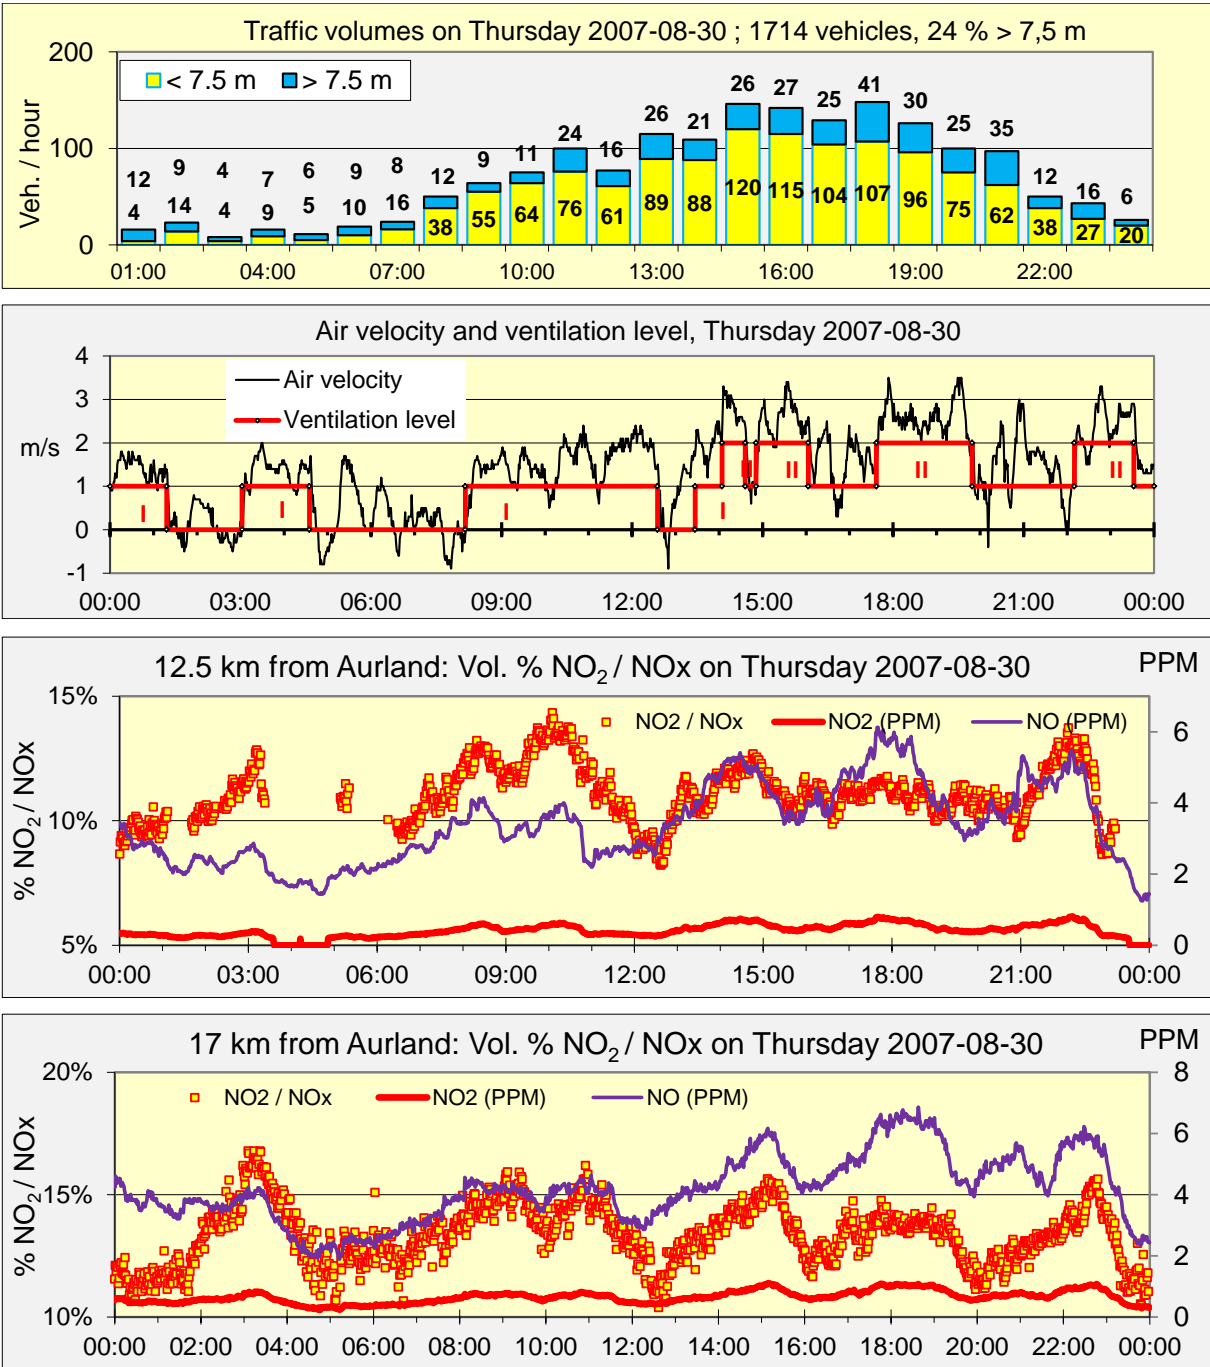 Traffic volumes on Thursday 2007-08-30 ; 1714 vehicles, 24 % > 7,5 m
200
100
0
Veh. / hour
< 7.5 m > 7.5 m
12 9 4 7 6 9 8 12 9 11 24 16 26 21 26 27 25 41 30 25 35 12 16 6
4 14 4 9 5 10 16 38 55 64 76 61 89 88 120 115 104 107 96 75 62 38 27 20
01:00 04:00 07:00 10:00 13:00 16:00 19:00 22:00
Air velocity and ventilation level, Thursday 2007-08-30
4
3
2
1
0
-1
m/s
Air velocity
Ventilation level
I I I I II II II II
00:00 03:00 06:00 09:00 12:00 15:00 18:00 21:00 00:00
12.5 km from Aurland: Vol. % NO2 / NOx on Thursday 2007-08-30
PPM
15%
10%
5%
% NO2 / NOx
NO2 / NOx NO2 (PPM) NO (PPM)
6
4
2
0
00:00 03:00 06:00 09:00 12:00 15:00 18:00 21:00 00:00
17 km from Aurland: Vol. % NO2 / NOx on Thursday 2007-08-30
PPM
20%
15%
10%
% NO2 / NOx
NO2 / NOx NO2 (PPM) NO (PPM)
8
6
4
2
0
00:00 02:00 04:00 06:00 08:00 10:00 12:00 14:00 16:00 18:00 20:00 22:00 00:00